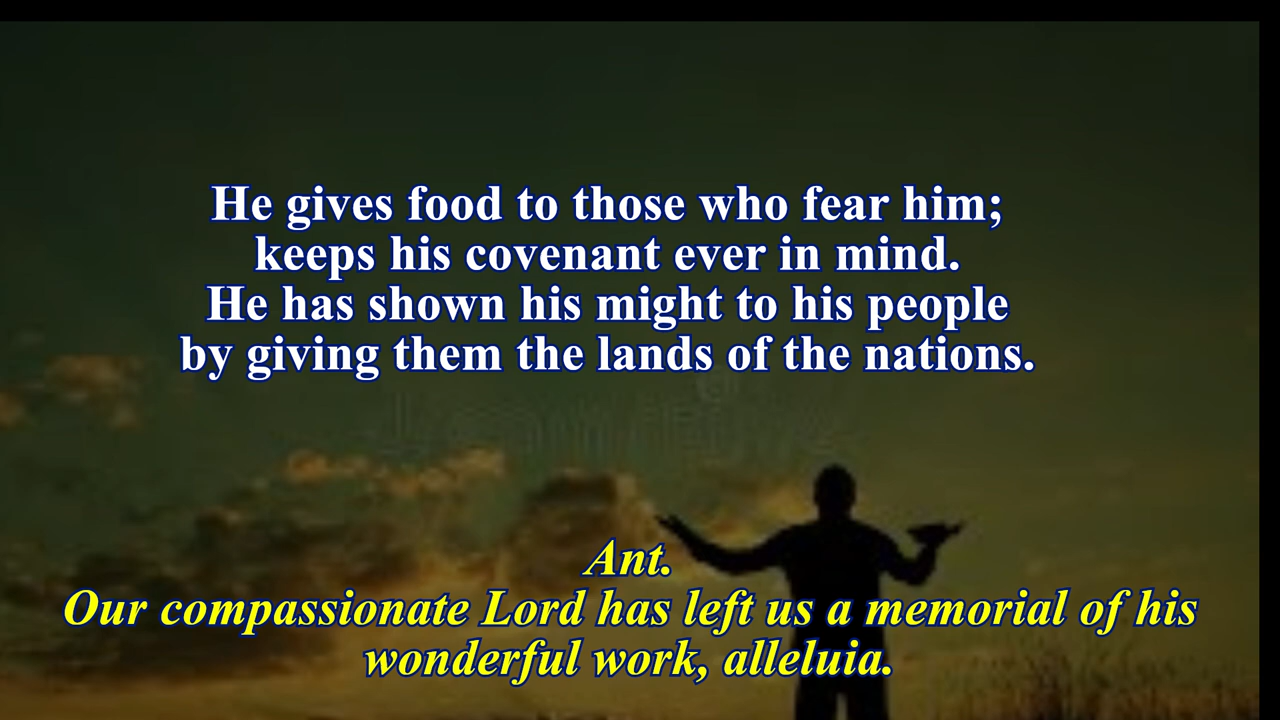 He gives food to those who fear him;
keeps his covenant ever in mind.
He has shown his might to his people
by giving them the lands of the nations.
Ant.
Our compassionate Lord has left us a memorial of his
wonderful work, alleluia.